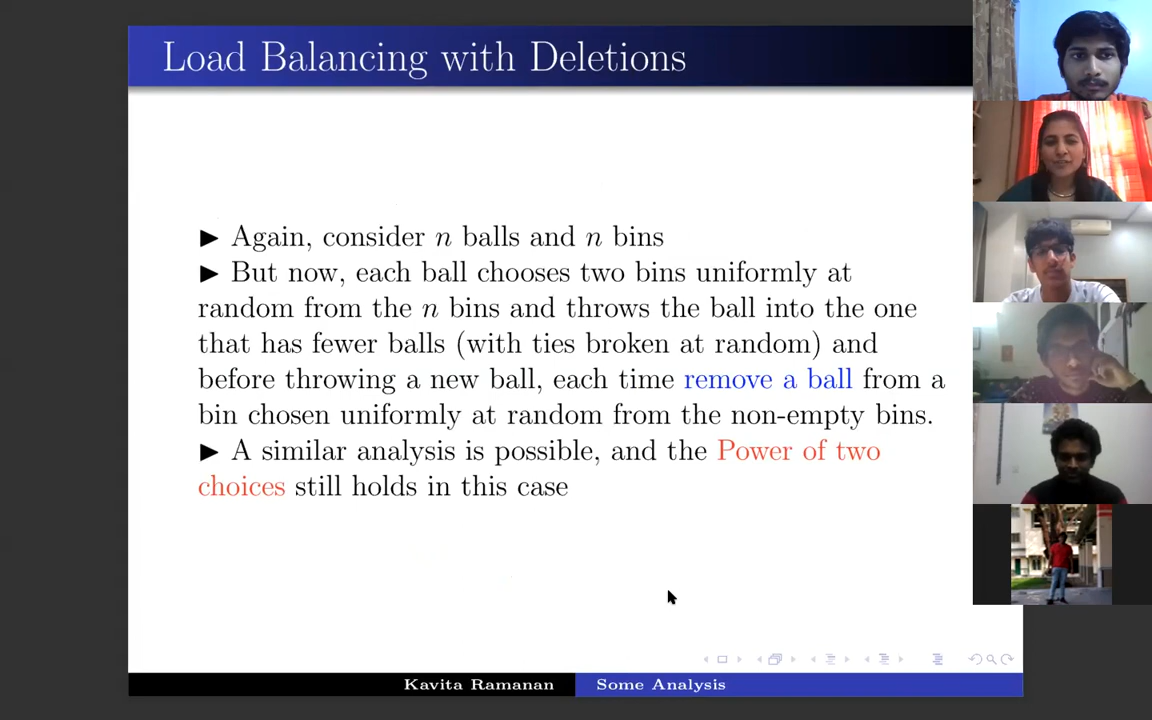 Load Balancing with Deletions
▶ Again, consider n balls and n bins
▶ But now, each ball chooses two bins uniformly at
random from the n bins and throws the ball into the one
that has fewer balls (with ties broken at random) and
before throwing a new ball, each time remove a ball from a
bin chosen uniformly at random from the non-empty bins.
▶ A similar analysis is possible, and the Power of two
choices still holds in this case
Kavita Ramanan Some Analysis